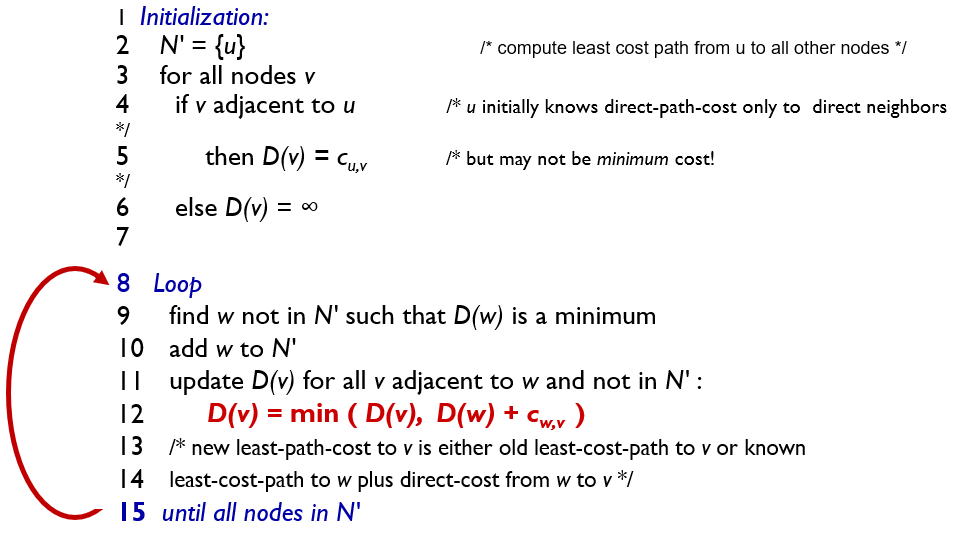 1 Initialization:
2 N' = {u} /* compute least cost path from u to all other nodes */
3 for all nodes v
4 if v adjacent to u /* u initially knows direct-path-cost only to direct neighbors
*/
5 then D(v) = c_{u,v} /* but may not be minimum cost!
*/
6 else D(v) = ∞
7
8 Loop
9 find w not in N' such that D(w) is a minimum
10 add w to N'
11 update D(v) for all v adjacent to w and not in N' :
12 D(v) = min ( D(v), D(w) + c_{w,v} )
13 /* new least-path-cost to v is either old least-cost-path to v or known
14 least-cost-path to w plus direct-cost from w to v */
15 until all nodes in N'